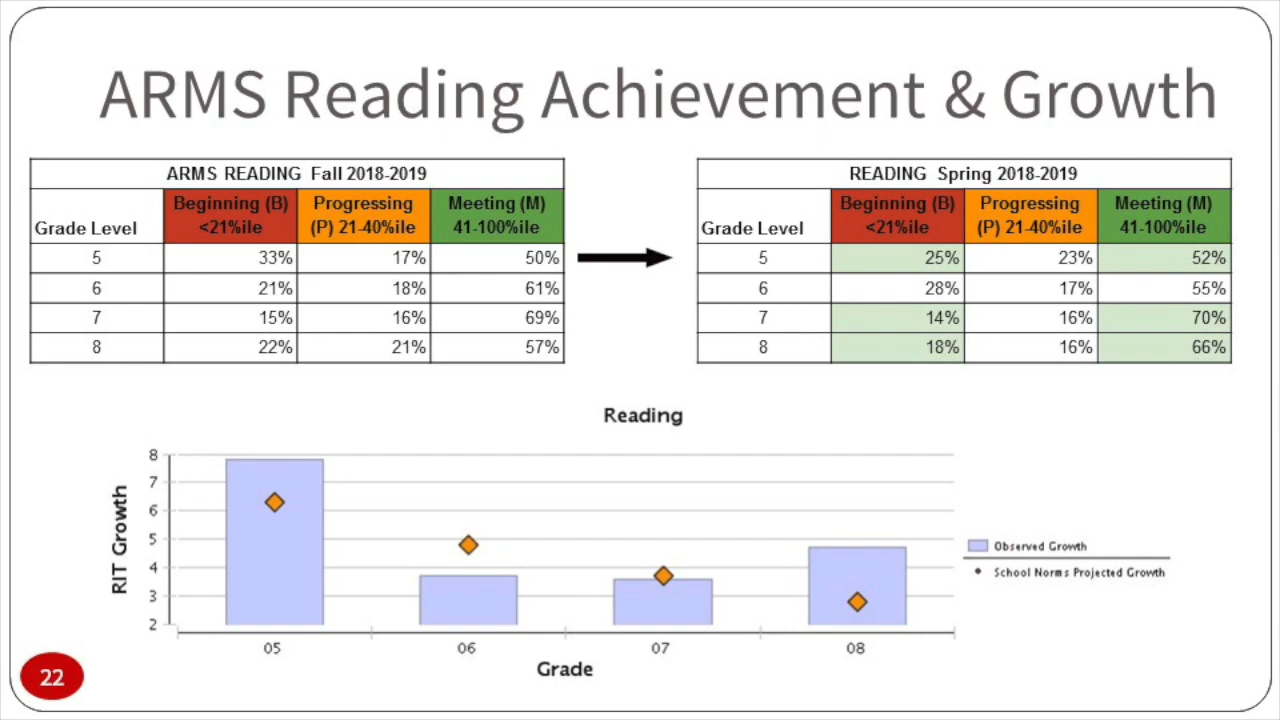 ARMS Reading Achievement & Growth
ARMS READING Fall 2018-2019
Grade Level Beginning (B) <21%ile Progressing (P) 21-40%ile Meeting (M) 41-100%ile
5 33% 17% 50%
6 21% 18% 61%
7 15% 16% 69%
8 22% 21% 57%
READING Spring 2018-2019
Grade Level Beginning (B) <21%ile Progressing (P) 21-40%ile Meeting (M) 41-100%ile
5 25% 23% 52%
6 28% 17% 55%
7 14% 16% 70%
8 18% 16% 66%
Reading
RIT Growth
8
7
6
5
4
3
2
05 06 07 08
Grade
Observed Growth
School Norms Projected Growth
22